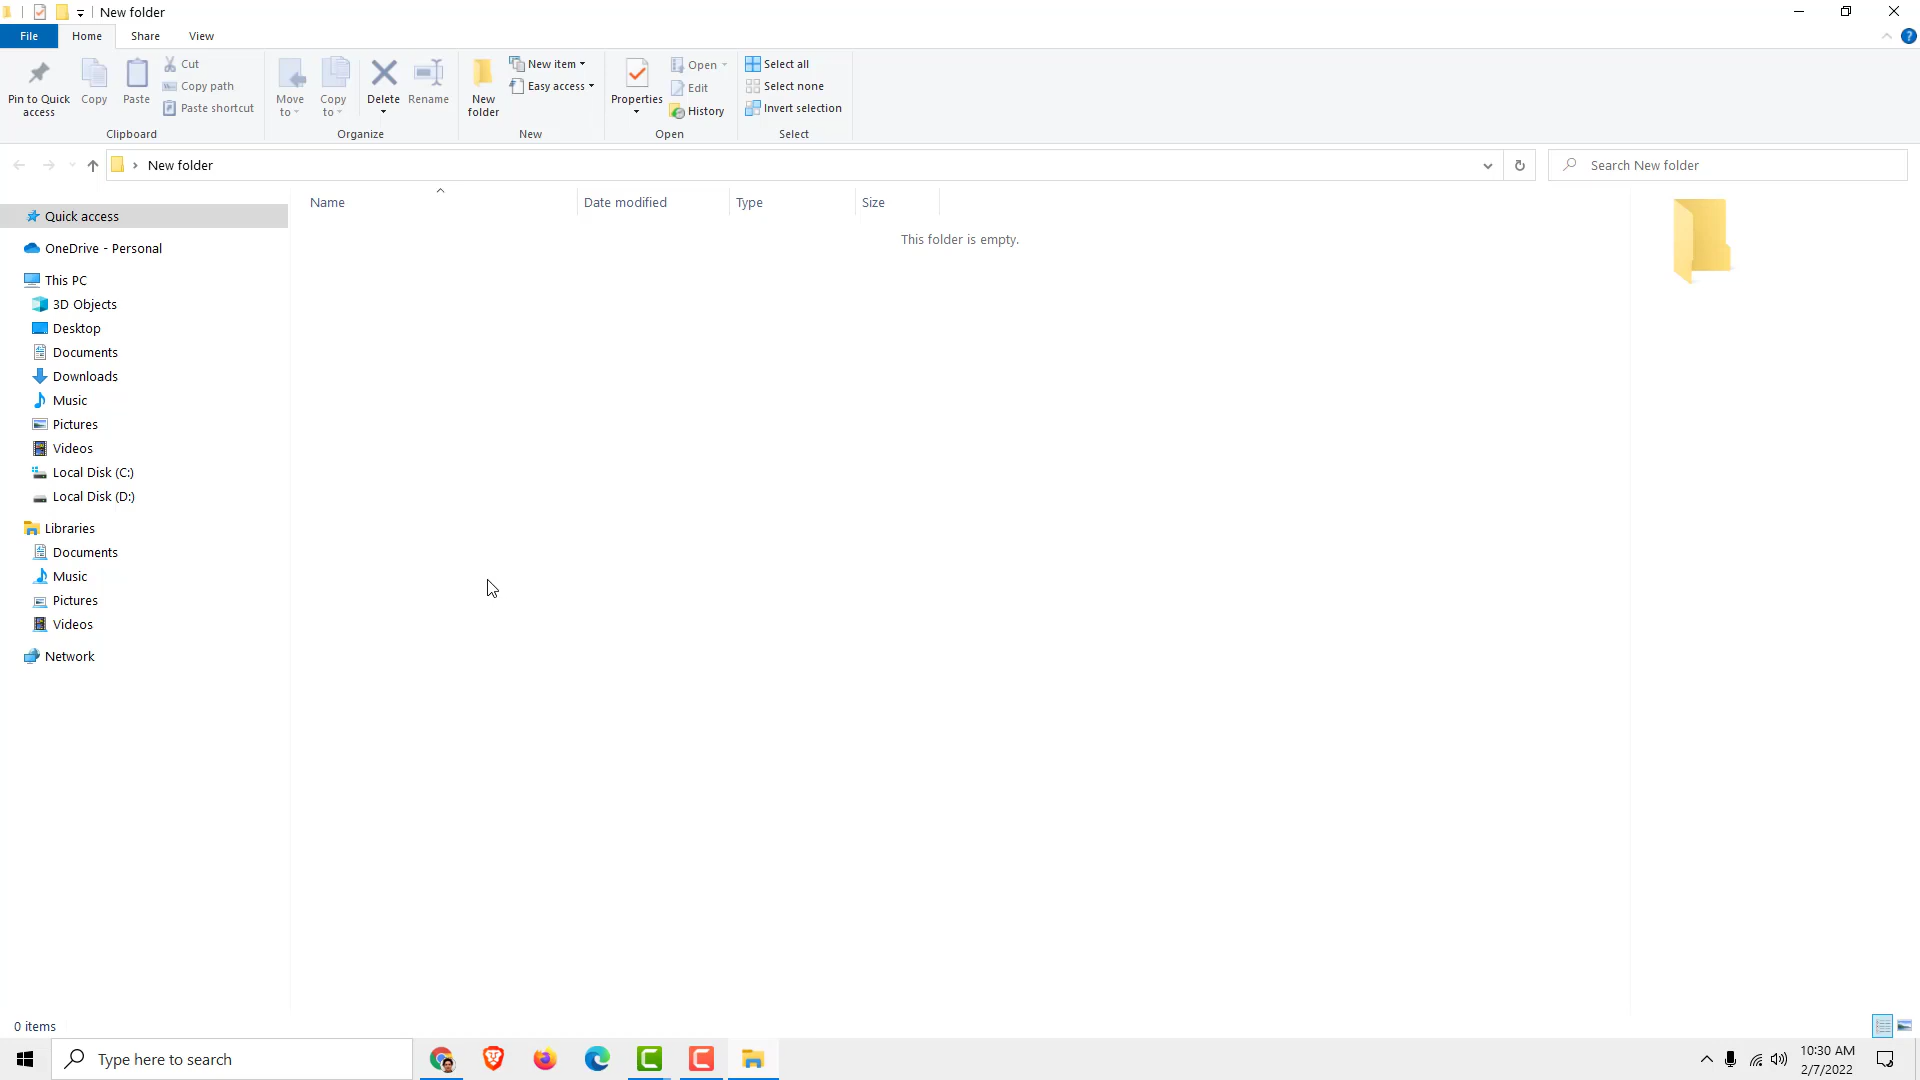 New folder
File Home Share View
Pin to Quick access
Copy
Paste
Cut
Copy path
Paste shortcut
Clipboard
Move to
Copy to
Delete
Rename
Organize
New folder
New item
Easy access
New
Properties
Open
Edit
History
Open
Select all
Select none
Invert selection
Select
New folder
Search New folder
Name Date modified Type Size
This folder is empty.
Quick access
OneDrive - Personal
This PC
3D Objects
Desktop
Documents
Downloads
Music
Pictures
Videos
Local Disk (C:)
Local Disk (D:)
Libraries
Documents
Music
Pictures
Videos
Network
0 items
Type here to search
10:30 AM
2/7/2022